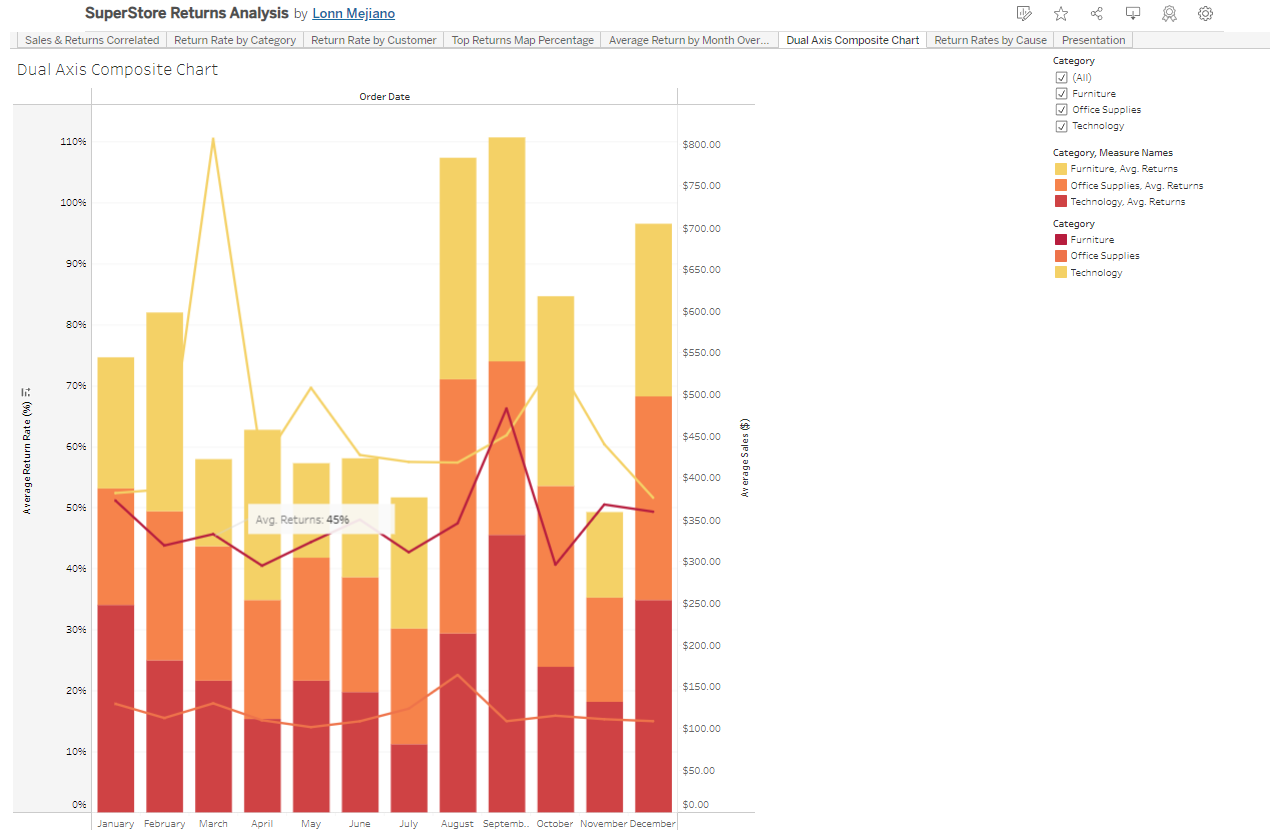 SuperStore Returns Analysis by Lonn Mejiano
Sales & Returns Correlated Return Rate by Category Return Rate by Customer Top Returns Map Percentage Average Return by Month Over... Dual Axis Composite Chart Return Rates by Cause Presentation
Dual Axis Composite Chart
Order Date
Average Return Rate (%)
110%
100%
90%
80%
70%
60%
50%
40%
30%
20%
10%
0%
Avg. Returns: 45%
$800.00
$750.00
$700.00
$650.00
$600.00
$550.00
$500.00
$450.00
$400.00
$350.00
$300.00
$250.00
$200.00
$150.00
$100.00
$50.00
$0.00
Average Sales ($)
January February March April May June July August Septemb.. October November December
Category
(All)
Furniture
Office Supplies
Technology
Category, Measure Names
Furniture, Avg. Returns
Office Supplies, Avg. Returns
Technology, Avg. Returns
Category
Furniture
Office Supplies
Technology